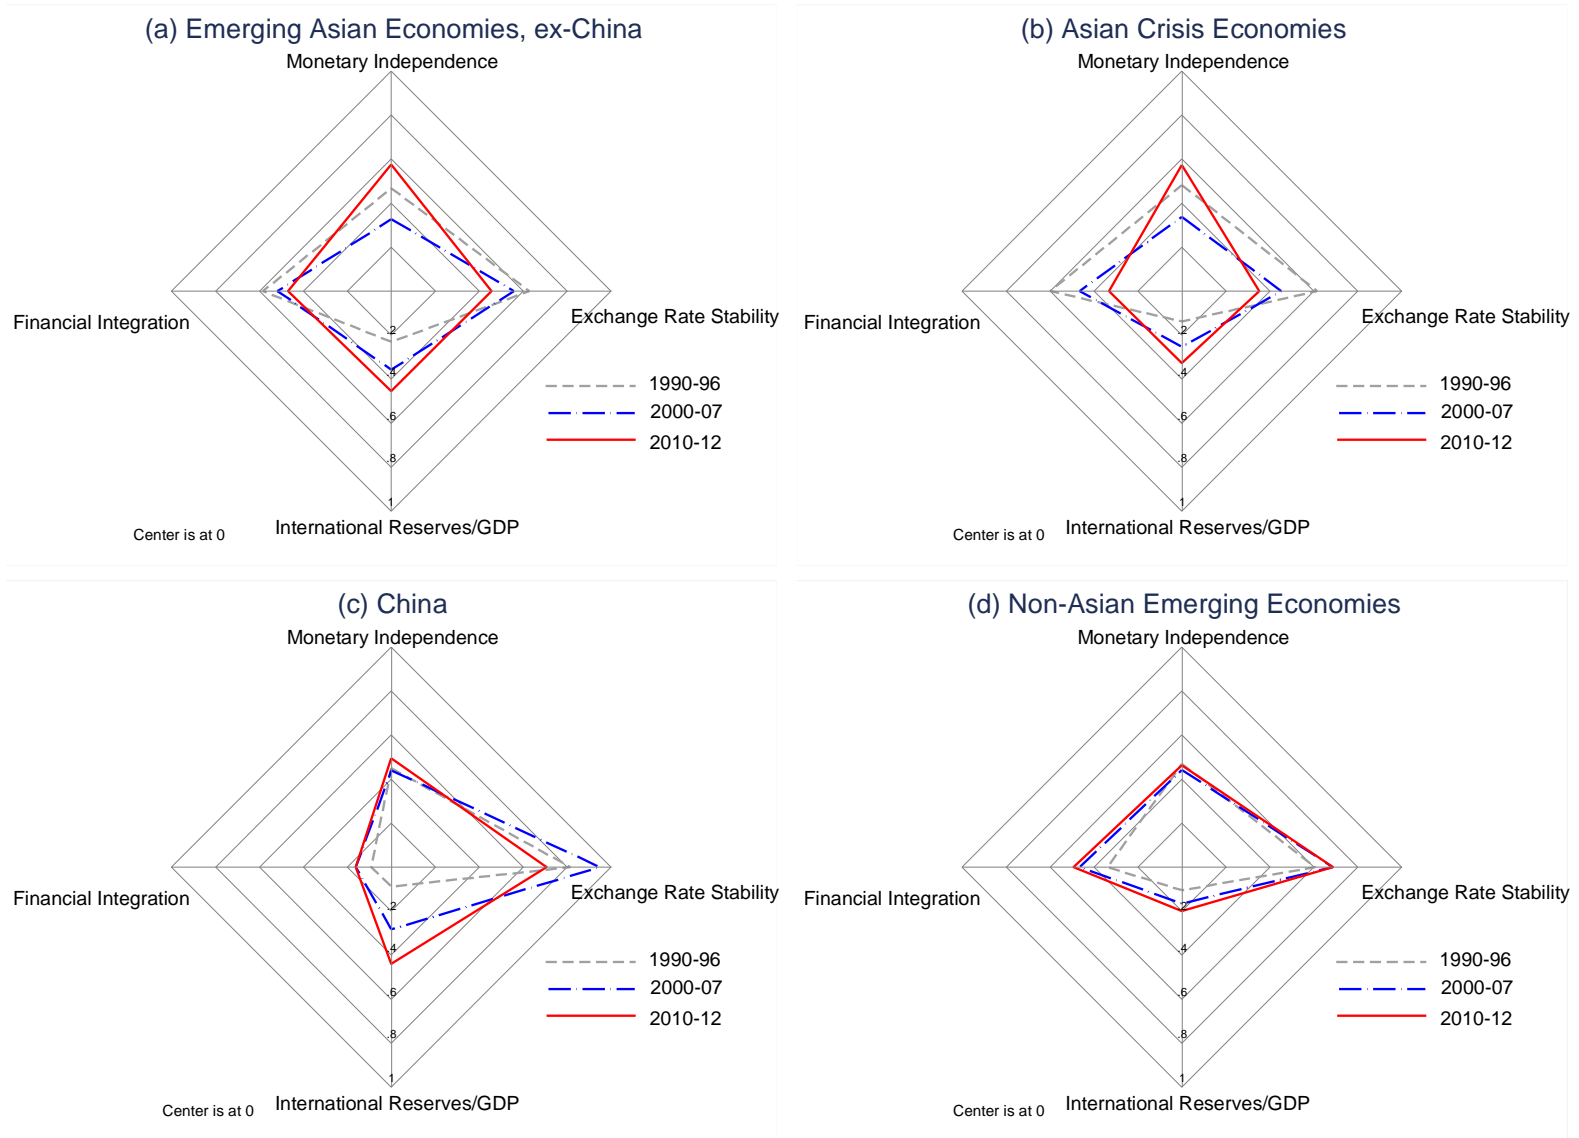 (a) Emerging Asian Economies, ex-China
Monetary Independence
Financial Integration
Exchange Rate Stability
.2
.4
.6
.8
1
1990-96
2000-07
2010-12
Center is at 0
International Reserves/GDP
(b) Asian Crisis Economies
Monetary Independence
Financial Integration
Exchange Rate Stability
.2
.4
.6
.8
1
1990-96
2000-07
2010-12
Center is at 0
International Reserves/GDP
(c) China
Monetary Independence
Financial Integration
Exchange Rate Stability
.2
.4
.6
.8
1
1990-96
2000-07
2010-12
Center is at 0
International Reserves/GDP
(d) Non-Asian Emerging Economies
Monetary Independence
Financial Integration
Exchange Rate Stability
.2
.4
.6
.8
1
1990-96
2000-07
2010-12
Center is at 0
International Reserves/GDP